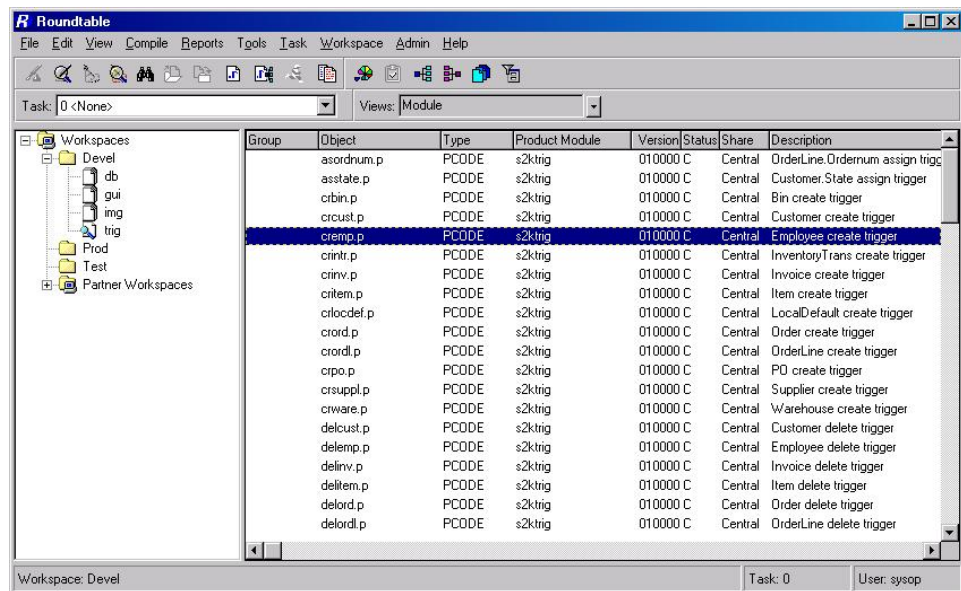 Roundtable
File Edit View Compile Reports Tools Task Workspace Admin Help
Task: 0 <None> Views: Module
Workspaces
Devel
db
gui
img
trig
Prod
Test
Partner Workspaces
Group Object Type Product Module Version Status Share Description
asordnum.p PCODE s2ktrig 010000 C Central OrderLine.Ordernum assign trigg
asstate.p PCODE s2ktrig 010000 C Central Customer.State assign trigger
crbin.p PCODE s2ktrig 010000 C Central Bin create trigger
crcust.p PCODE s2ktrig 010000 C Central Customer create trigger
cremp.p PCODE s2ktrig 010000 C Central Employee create trigger
crintr.p PCODE s2ktrig 010000 C Central InventoryTrans create trigger
crinv.p PCODE s2ktrig 010000 C Central Invoice create trigger
critem.p PCODE s2ktrig 010000 C Central Item create trigger
crlocdef.p PCODE s2ktrig 010000 C Central LocalDefault create trigger
crord.p PCODE s2ktrig 010000 C Central Order create trigger
crordl.p PCODE s2ktrig 010000 C Central OrderLine create trigger
crpo.p PCODE s2ktrig 010000 C Central PO create trigger
crsuppl.p PCODE s2ktrig 010000 C Central Supplier create trigger
crware.p PCODE s2ktrig 010000 C Central Warehouse create trigger
delcust.p PCODE s2ktrig 010000 C Central Customer delete trigger
delemp.p PCODE s2ktrig 010000 C Central Employee delete trigger
delinv.p PCODE s2ktrig 010000 C Central Invoice delete trigger
delitem.p PCODE s2ktrig 010000 C Central Item delete trigger
delord.p PCODE s2ktrig 010000 C Central Order delete trigger
delordl.p PCODE s2ktrig 010000 C Central OrderLine delete trigger
Workspace: Devel Task: 0 User: sysop